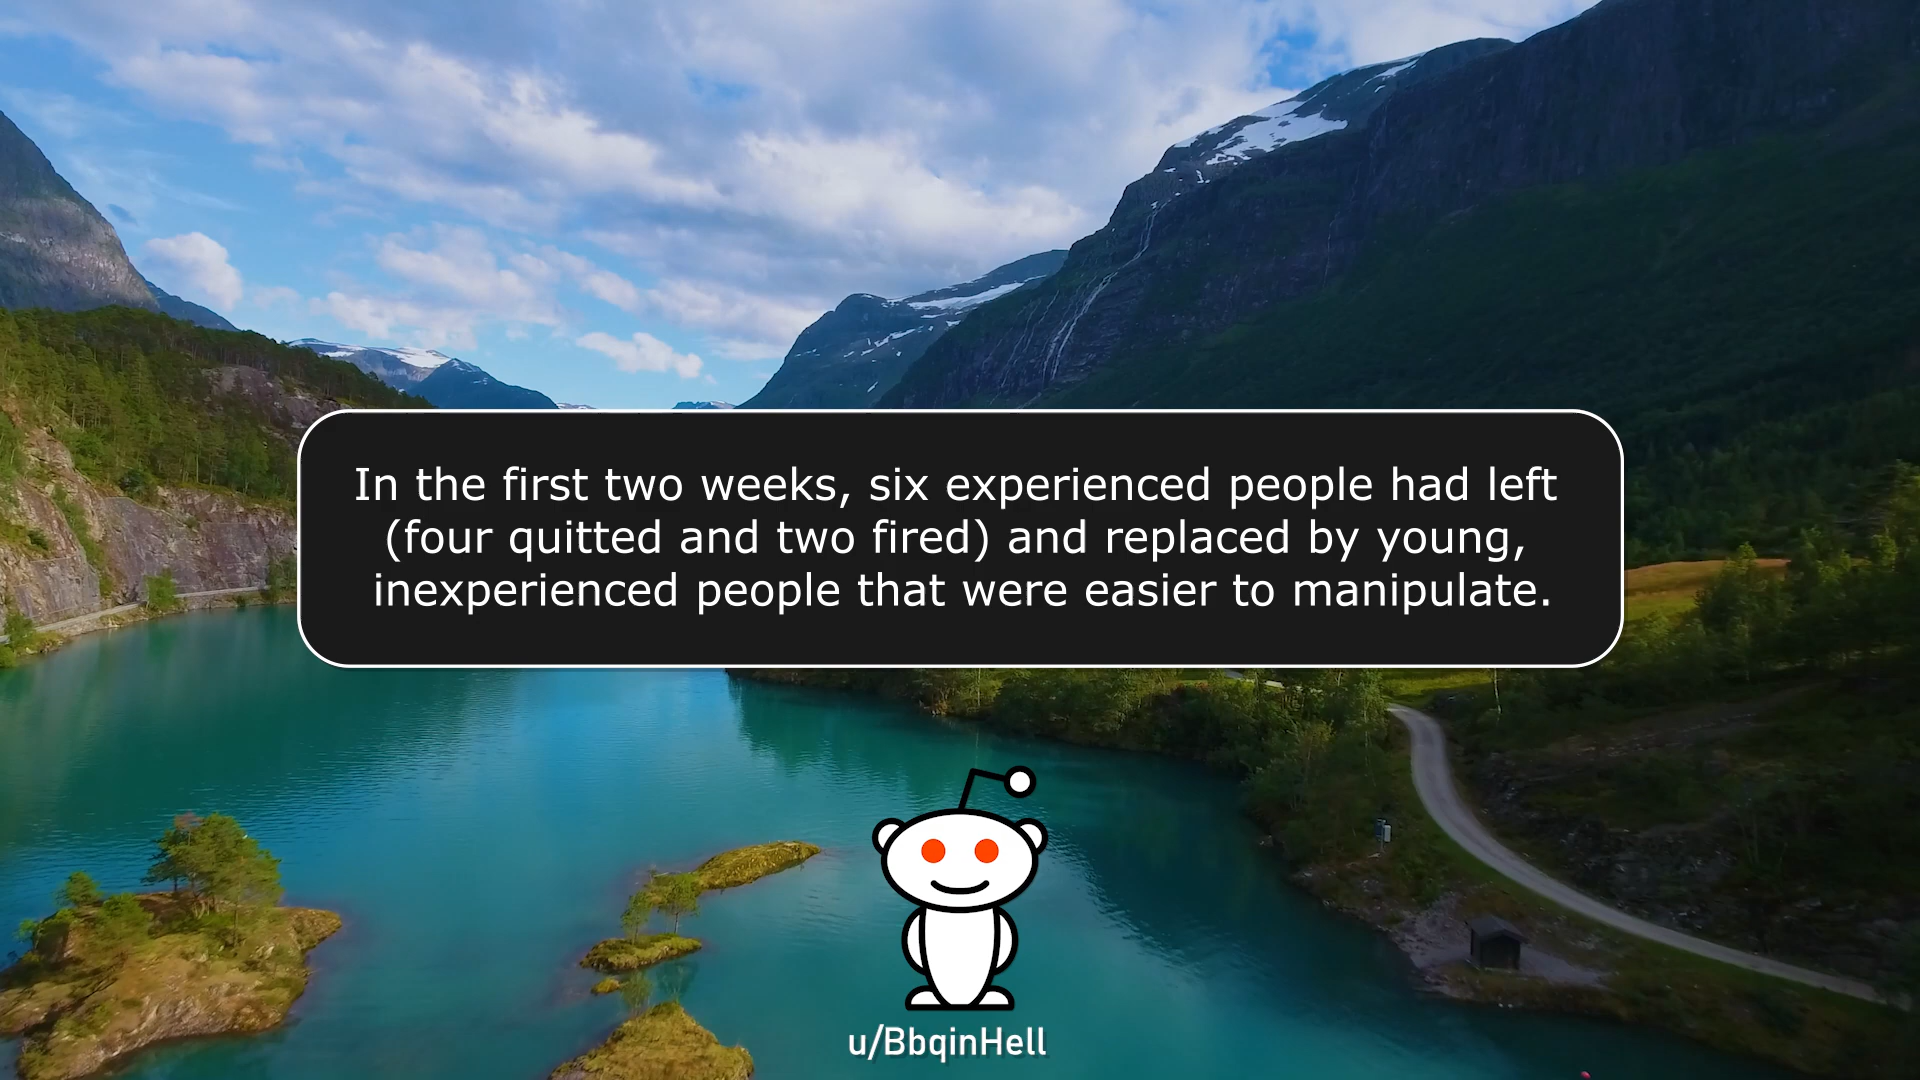 In the first two weeks, six experienced people had left
(four quitted and two fired) and replaced by young,
inexperienced people that were easier to manipulate.
u/BbqinHell